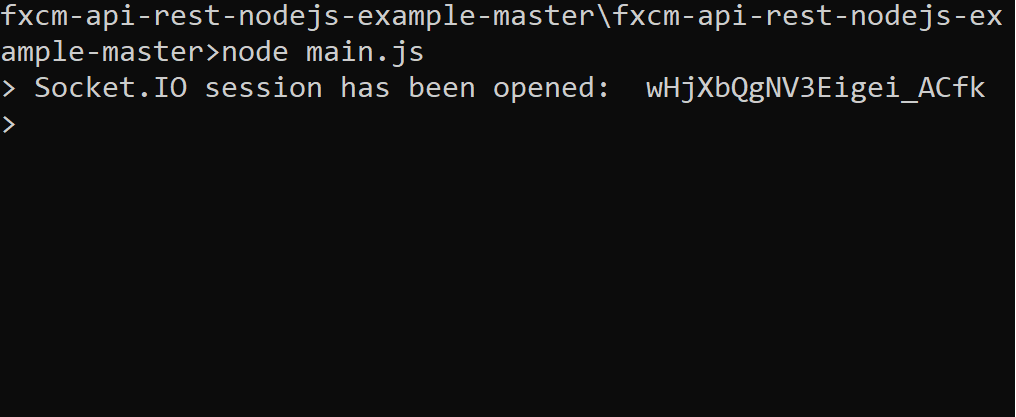 fxcm-api-rest-nodejs-example-master\fxcm-api-rest-nodejs-ex
ample-master>node main.js
> Socket.IO session has been opened:  wHjXbQgNV3Eigei_ACfk
>